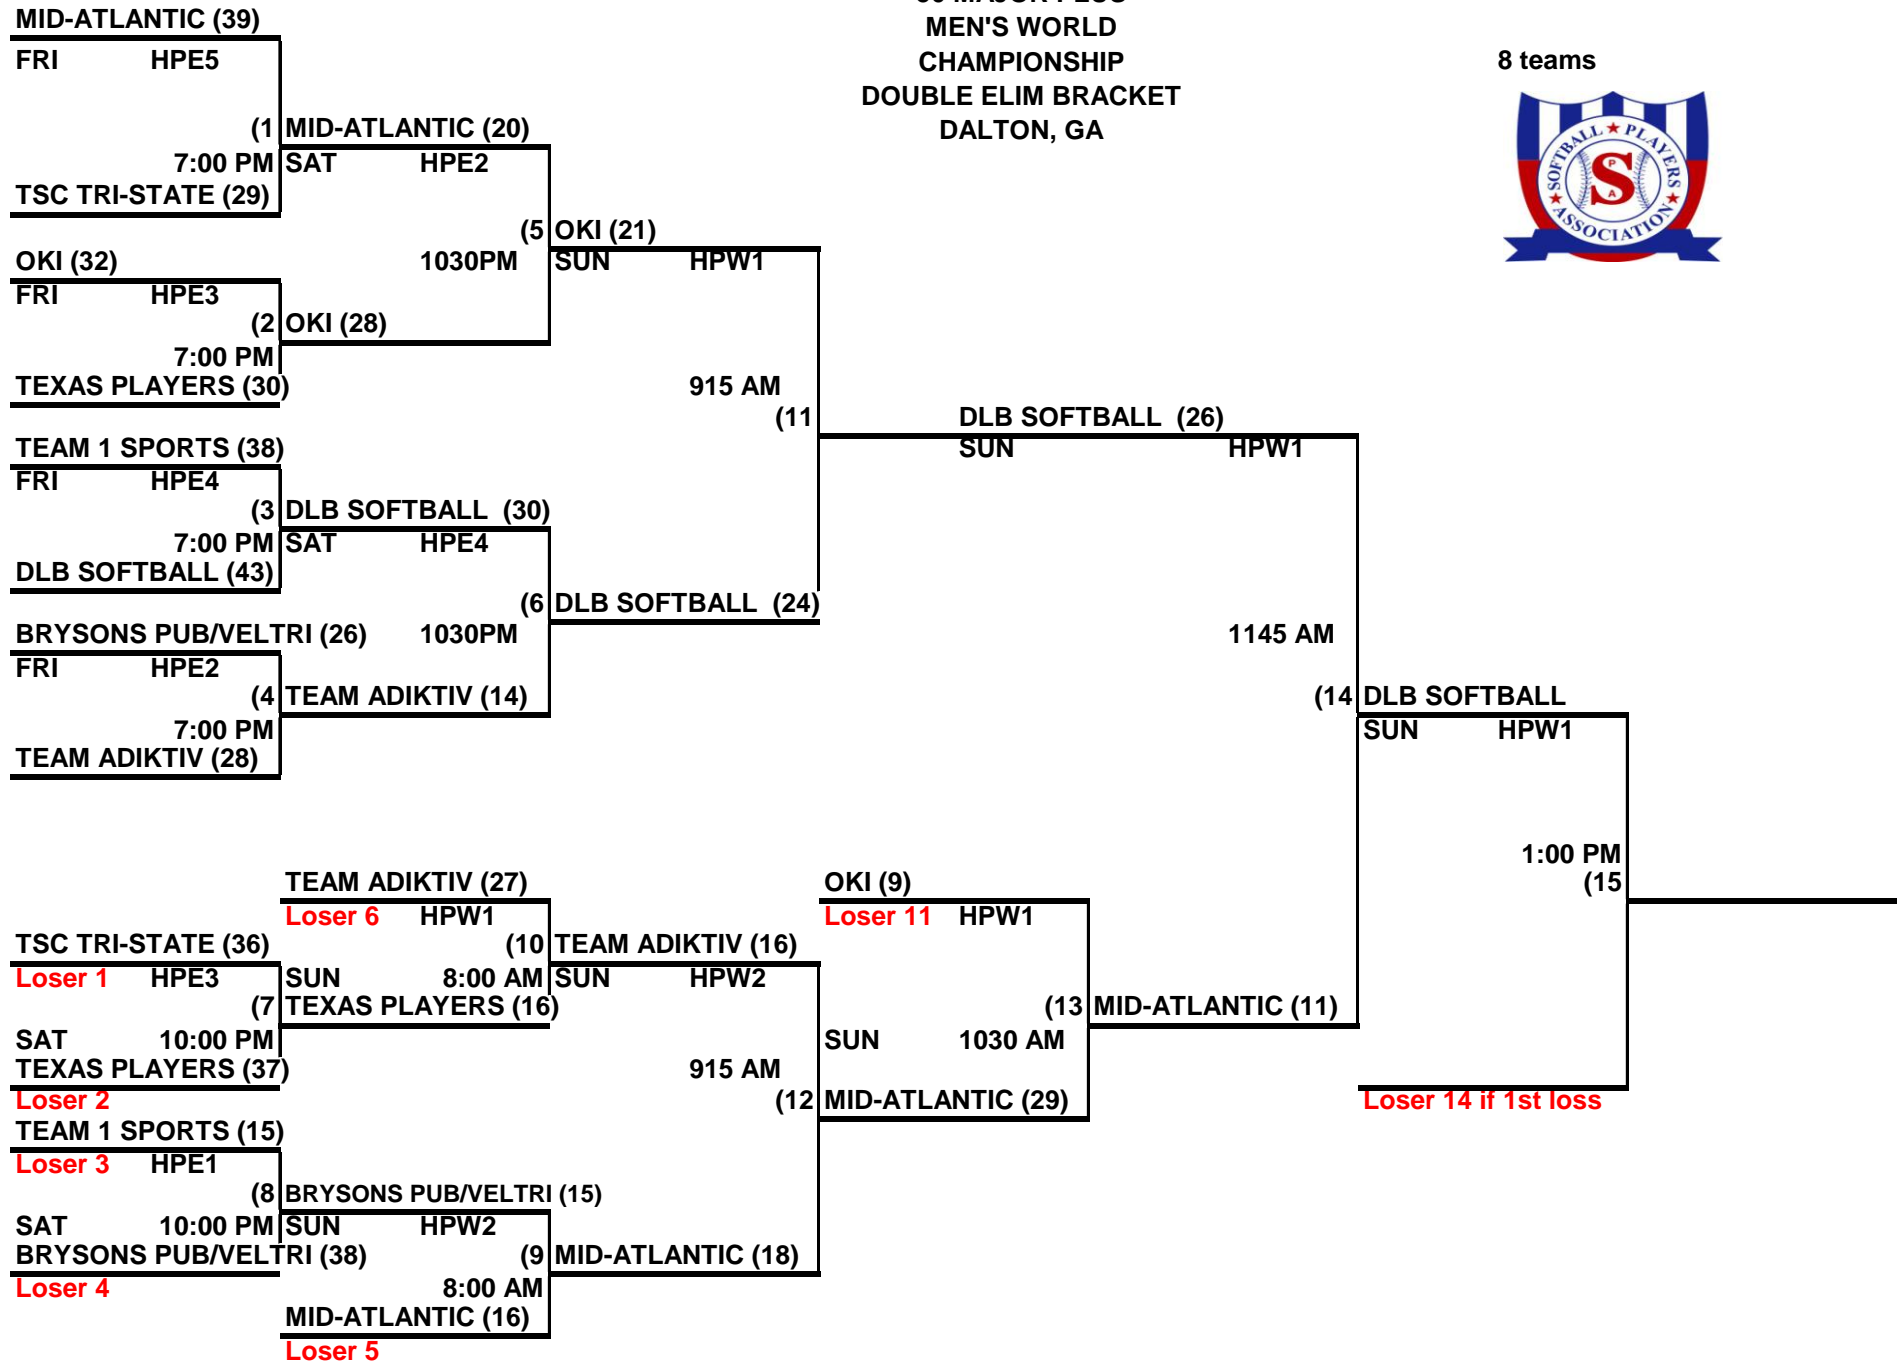 MID-ATLANTIC (39)
MEN'S WORLD
CHAMPIONSHIP
DOUBLE ELIM BRACKET
DALTON, GA
8 teams
SOFTBALL ★ PLAYERS ★ ASSOCIATION ★
P
S
A
FRI HPE5
(1 MID-ATLANTIC (20)
7:00 PM SAT HPE2
TSC TRI-STATE (29)
(5 OKI (21)
OKI (32) 1030PM SUN HPW1
FRI HPE3
(2 OKI (28)
7:00 PM
TEXAS PLAYERS (30) 915 AM
(11 DLB SOFTBALL (26)
TEAM 1 SPORTS (38) SUN HPW1
FRI HPE4
(3 DLB SOFTBALL (30)
7:00 PM SAT HPE4
DLB SOFTBALL (43)
(6 DLB SOFTBALL (24)
BRYSONS PUB/VELTRI (26) 1030PM 1145 AM
FRI HPE2
(4 TEAM ADIKTIV (14) (14 DLB SOFTBALL
7:00 PM SUN HPW1
TEAM ADIKTIV (28)
1:00 PM
TEAM ADIKTIV (27) OKI (9) (15
Loser 6 HPW1 Loser 11 HPW1
TSC TRI-STATE (36) (10 TEAM ADIKTIV (16)
Loser 1 HPE3 SUN 8:00 AM SUN HPW2
(7 TEXAS PLAYERS (16) (13 MID-ATLANTIC (11)
SAT 10:00 PM SUN 1030 AM
TEXAS PLAYERS (37) 915 AM
Loser 2 (12 MID-ATLANTIC (29) Loser 14 if 1st loss
TEAM 1 SPORTS (15)
Loser 3 HPE1
(8 BRYSONS PUB/VELTRI (15)
SAT 10:00 PM SUN HPW2
BRYSONS PUB/VELTRI (38) (9 MID-ATLANTIC (18)
Loser 4 8:00 AM
MID-ATLANTIC (16)
Loser 5